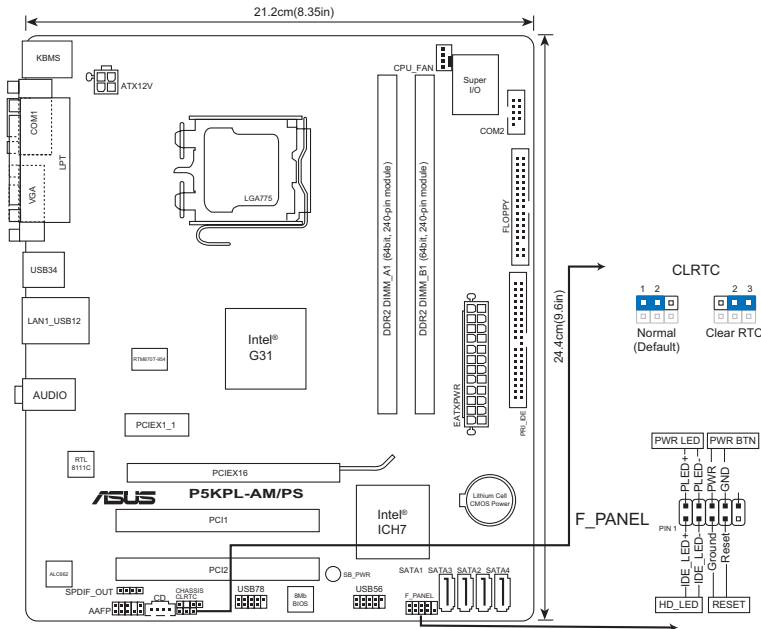 21.2cm(8.35in)
KBMS
ATX12V
CPU_FAN
Super
I/O
COM2
COM1
LPT
VGA
LGA775
DDR2 DIMM_A1 (64bit, 240-pin module)
DDR2 DIMM_B1 (64bit, 240-pin module)
FLOPPY
24.4cm(9.6in)
USB34
LAN1_USB12
Intel®
G31
RTM870T-954
AUDIO
EATXPWR
PRI_IDE
PCIEX1_1
RTL
8111C
PCIEX16
ASUS
P5KPL-AM/PS
Lithium Cell
CMOS Power
PCI1
Intel®
ICH7
PCI2
ALC662
SB_PWR
SATA1 SATA3 SATA2 SATA4
SPDIF_OUT
AAFP
CD
CHASSIS
CLRTC
USB78
8Mb
BIOS
USB56
F_PANEL
CLRTC
1 2
2 3
Normal
(Default)
Clear RTC
F_PANEL
PWR LED
PWR BTN
PLED+
PLED-
PWR
GND
PIN 1
IDE_LED+
IDE_LED-
Ground
Reset
HD_LED
RESET